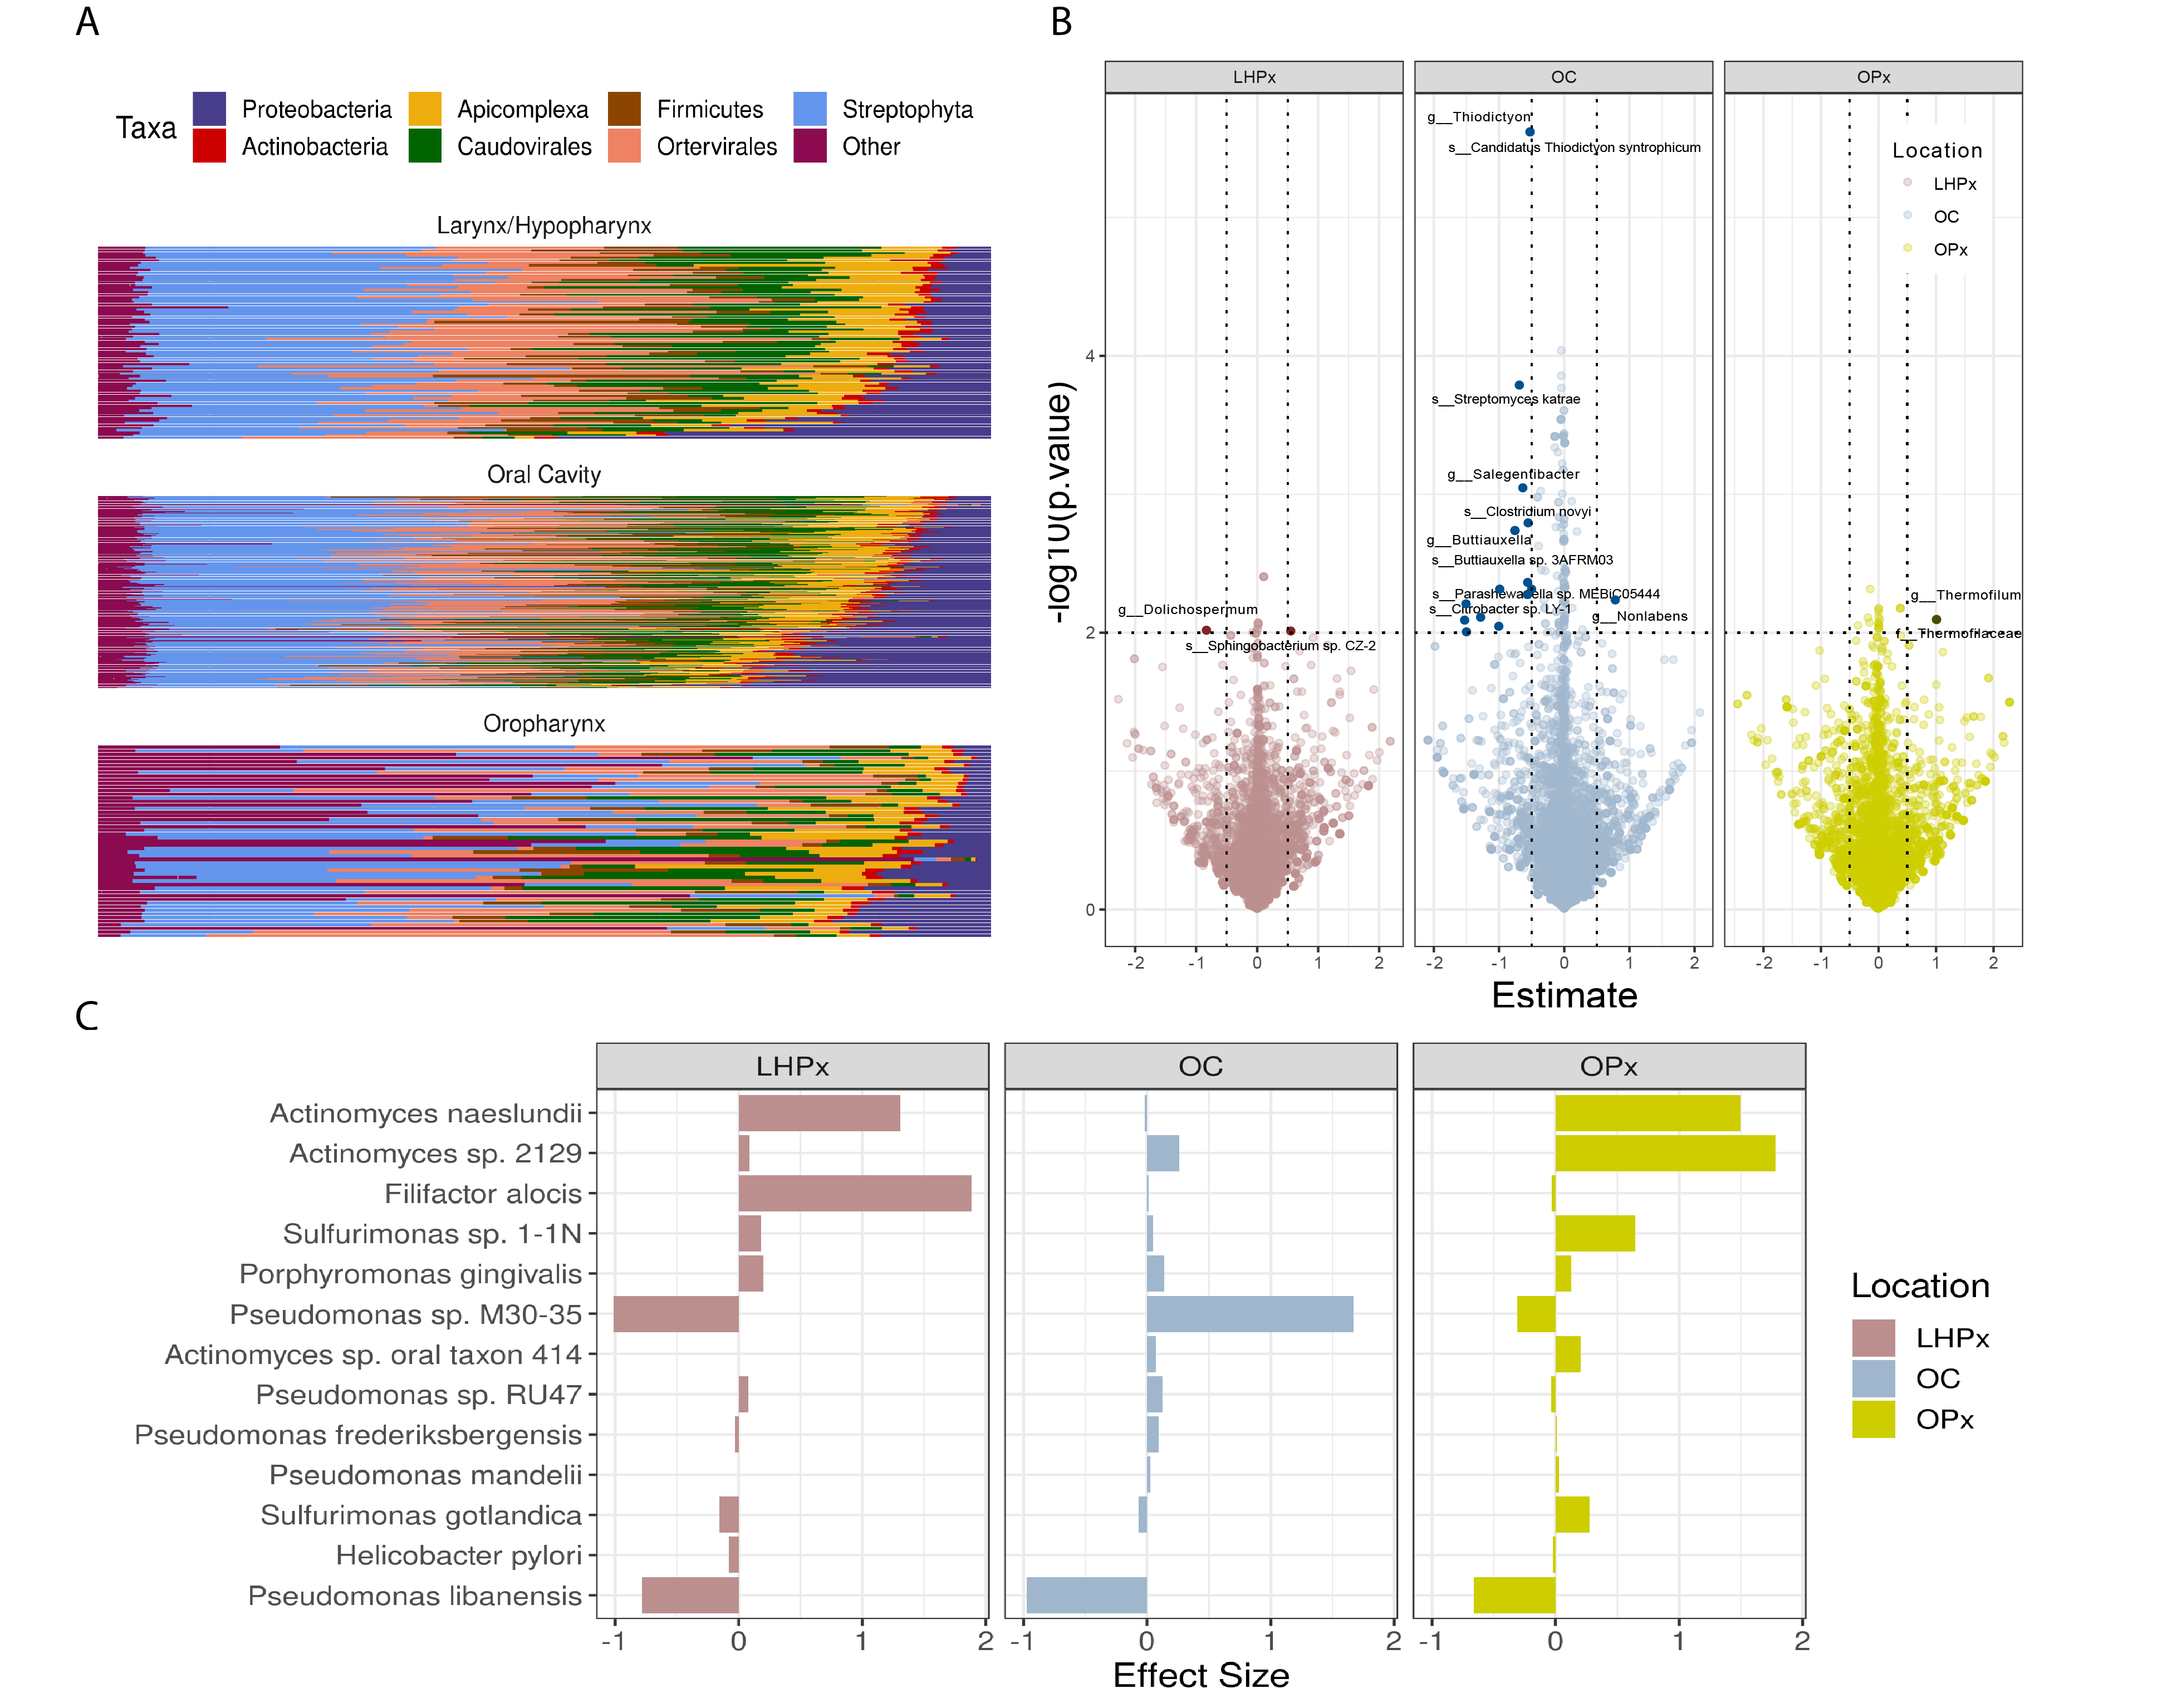 A
Taxa
Proteobacteria Apicomplexa Firmicutes Streptophyta
Actinobacteria Caudovirales Ortervirales Other
Larynx/Hypopharynx
Oral Cavity
Oropharynx
B
LHPx OC OPx
-log10(p.value)
4
2
0
g__Thiodictyon
s__Candidatus Thiodictyon syntrophicum
s__Streptomyces katrae
g__Salegentibacter
s__Clostridium novyi
g__Buttiauxella
s__Buttiauxella sp. 3AFRM03
s__Parashewanella sp. MEBiC05444
s__Citrobacter sp. LY-1
g__Nonlabens
g__Dolichospermum
s__Sphingobacterium sp. CZ-2
g__Thermofilum
f__Thermofilaceae
Location
LHPx
OC
OPx
-2 -1 0 1 2 -2 -1 0 1 2 -2 -1 0 1 2
Estimate
C
LHPx OC OPx
Actinomyces naeslundii
Actinomyces sp. 2129
Filifactor alocis
Sulfurimonas sp. 1-1N
Porphyromonas gingivalis
Pseudomonas sp. M30-35
Actinomyces sp. oral taxon 414
Pseudomonas sp. RU47
Pseudomonas frederiksbergensis
Pseudomonas mandelii
Sulfurimonas gotlandica
Helicobacter pylori
Pseudomonas libanensis
-1 0 1 2 -1 0 1 2 -1 0 1 2
Effect Size
Location
LHPx
OC
OPx